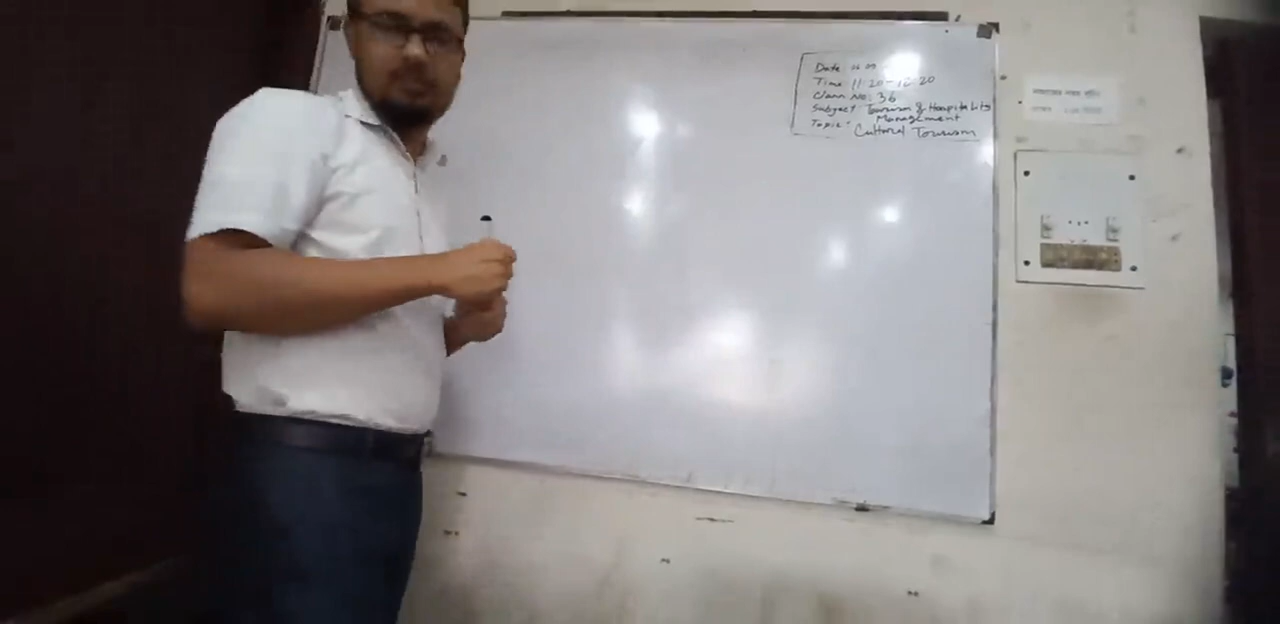 Date
Time 11:20-12:20
Class No: 36
Subject Tourism & Hospitality
Management
Topic- Cultural Tourism